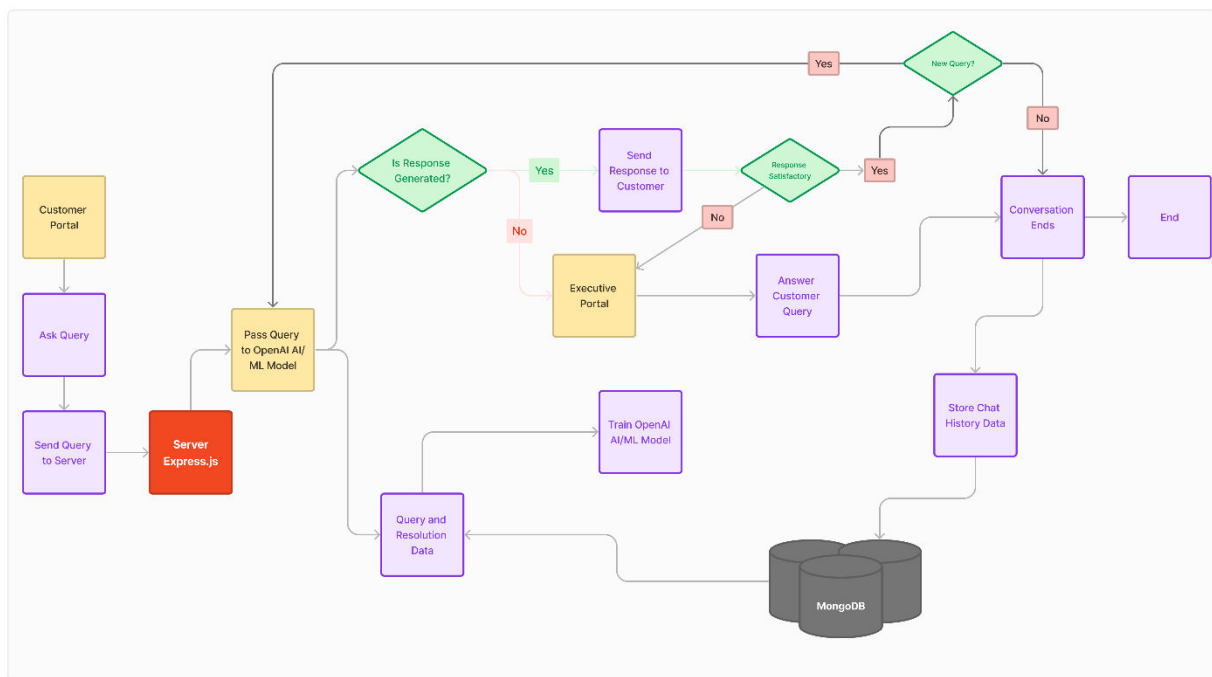 New Query?
Yes
No
Is Response
Generated?
Yes
Send
Response to
Customer
Response
Satisfactory
Yes
No
No
Customer
Portal
Conversation
Ends
End
Executive
Portal
Answer
Customer
Query
Ask Query
Pass Query
to OpenAI AI/
ML Model
Store Chat
History Data
Train OpenAI
AI/ML Model
Send Query
to Server
Server
Express.js
Query and
Resolution
Data
MongoDB